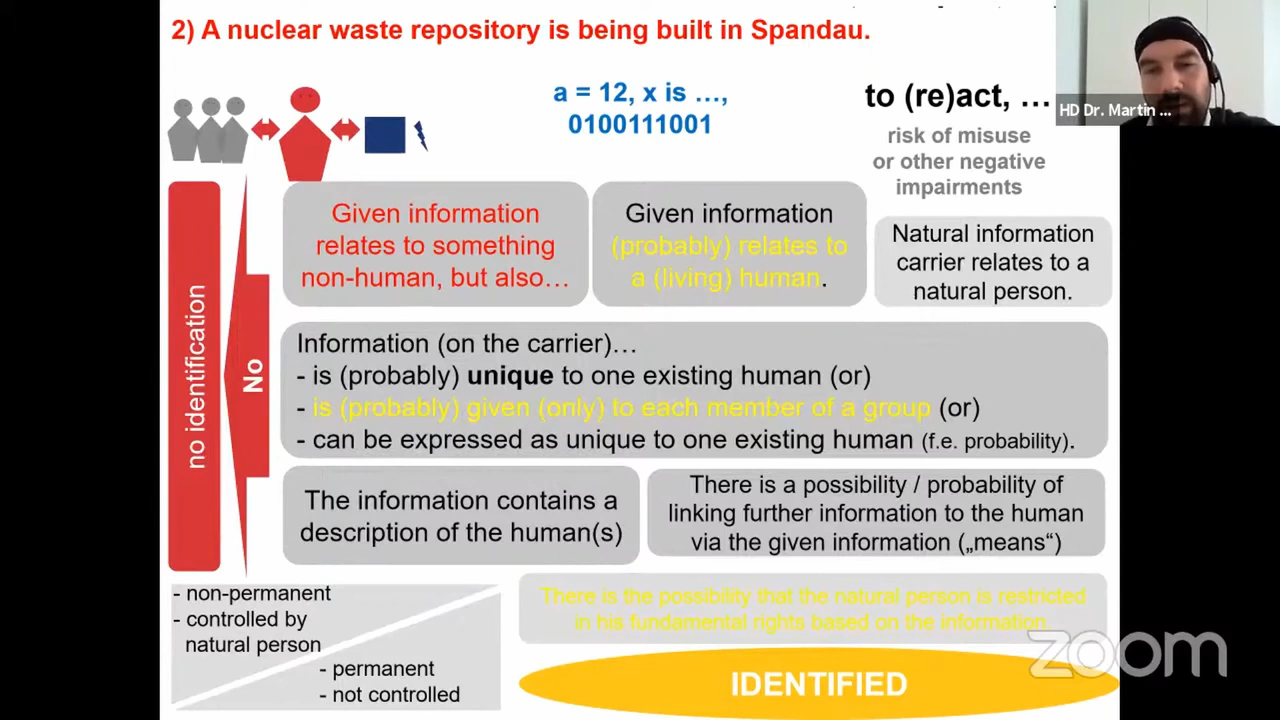 2) A nuclear waste repository is being built in Spandau.
a = 12, x is …,
0100111001
to (re)act, …
risk of misuse
or other negative
impairments
HD Dr. Martin ...
no identification
No
Given information
relates to something
non-human, but also…
Given information
(probably) relates to
a (living) human.
Natural information
carrier relates to a
natural person.
Information (on the carrier)…
- is (probably) unique to one existing human (or)
- is (probably) given (only) to each member of a group (or)
- can be expressed as unique to one existing human (f.e. probability).
The information contains a
description of the human(s)
There is a possibility / probability of
linking further information to the human
via the given information („means“)
- non-permanent
- controlled by
natural person
- permanent
- not controlled
There is the possibility that the natural person is restricted
in his fundamental rights based on the information.
IDENTIFIED
zoom